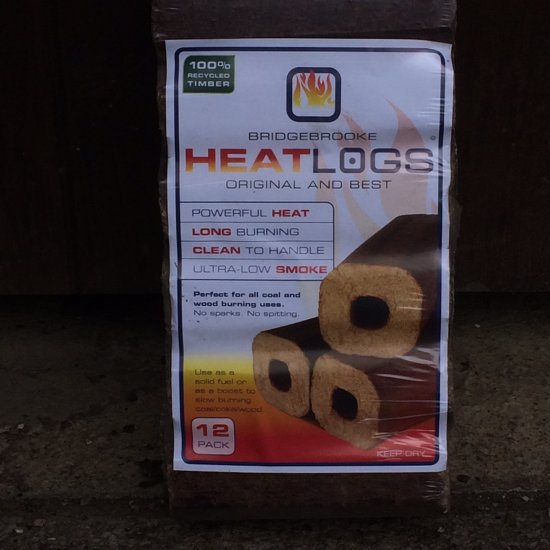 100%
RECYCLED
TIMBER
BRIDGEBROOKE
HEATLOGS®
ORIGINAL AND BEST
POWERFUL HEAT
LONG BURNING
CLEAN TO HANDLE
ULTRA-LOW SMOKE
Perfect for all coal and
wood burning uses.
No sparks. No spitting.
Use as a
solid fuel or
as a boost to
slow burning
coal/coke/wood
12
PACK
KEEP DRY